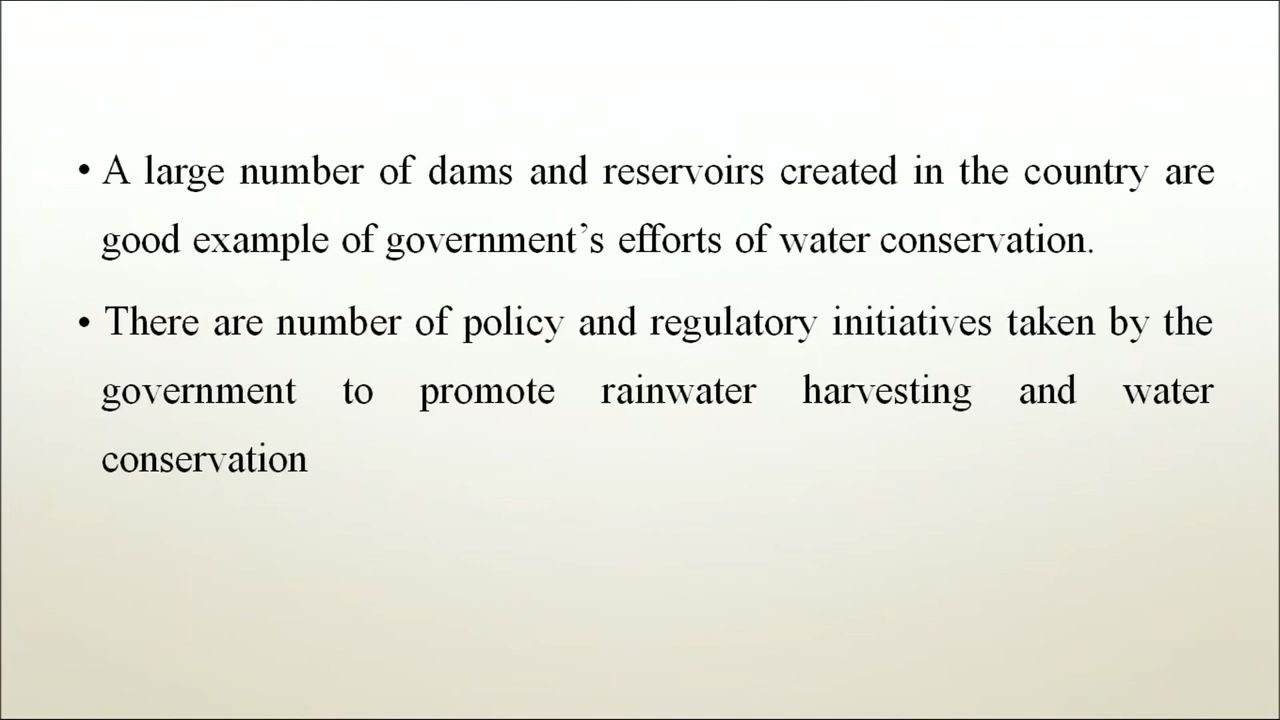 • A large number of dams and reservoirs created in the country are
good example of government’s efforts of water conservation.
• There are number of policy and regulatory initiatives taken by the
government to promote rainwater harvesting and water
conservation